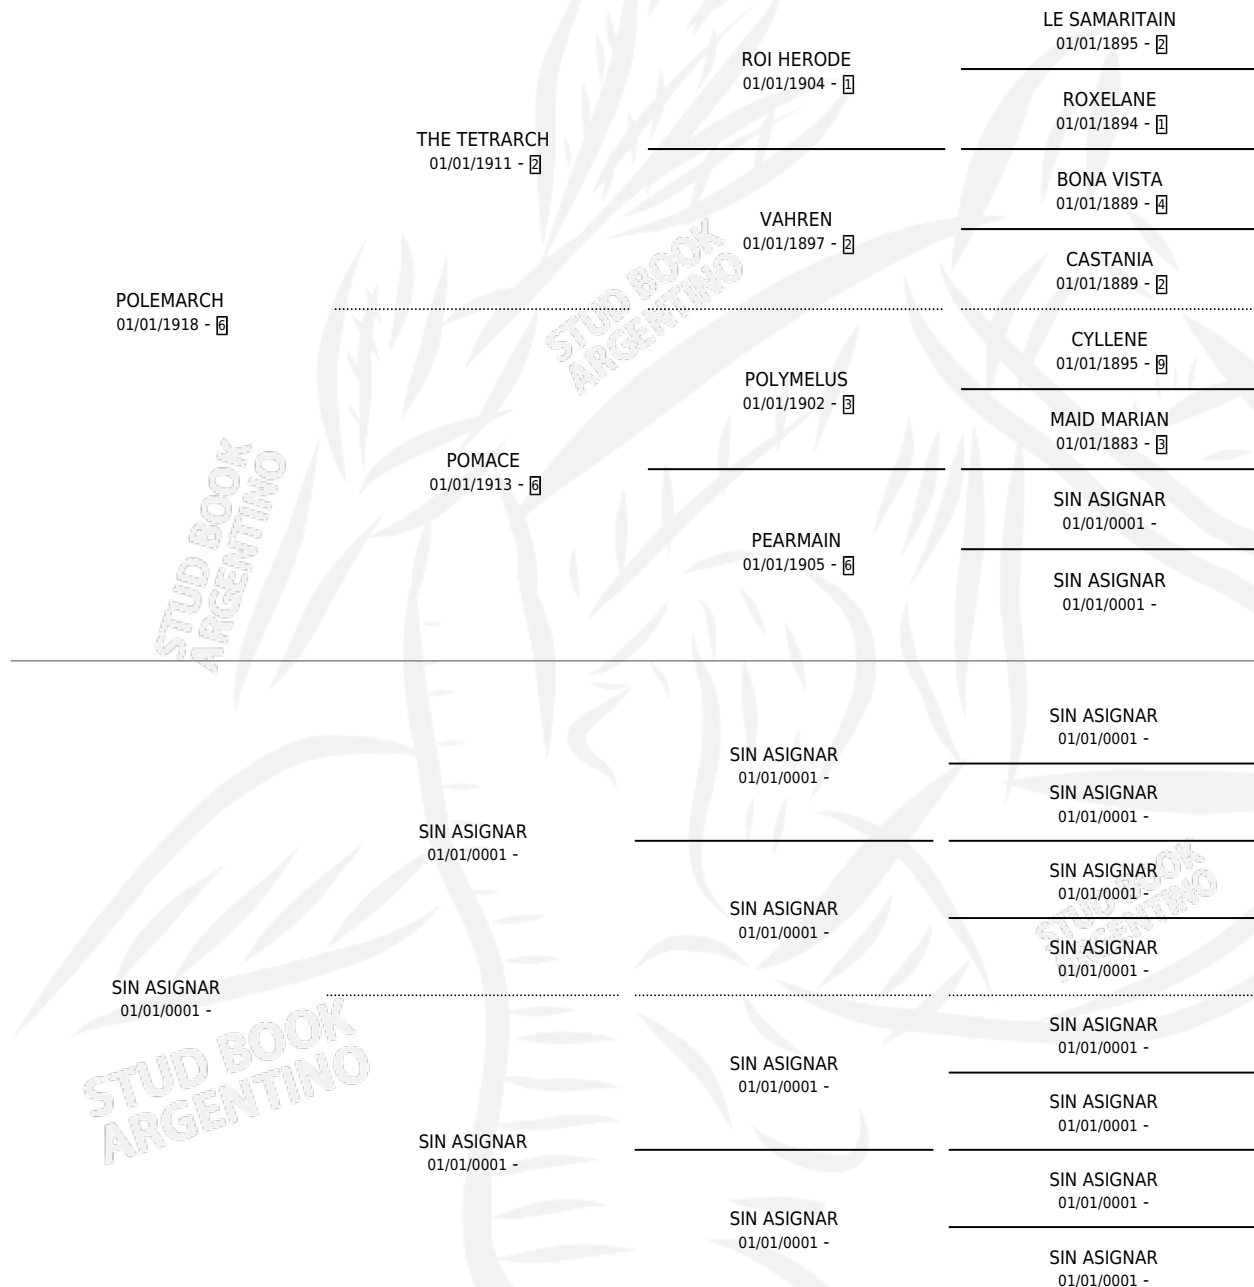 LE SAMARITAIN
01/01/1895 - 2
ROI HERODE
01/01/1904 - 1
ROXELANE
01/01/1894 - 1
THE TETRARCH
01/01/1911 - 2
BONA VISTA
01/01/1889 - 4
VAHREN
01/01/1897 - 2
CASTANIA
01/01/1889 - 2
POLEMARCH
01/01/1918 - 6
CYLLENE
01/01/1895 - 9
POLYMELUS
01/01/1902 - 3
MAID MARIAN
01/01/1883 - 3
POMACE
01/01/1913 - 6
SIN ASIGNAR
01/01/0001 -
PEARMAIN
01/01/1905 - 6
SIN ASIGNAR
01/01/0001 -
STUD BOOK
ARGENTINO
STUD BOOK
ARGENTINO
SIN ASIGNAR
01/01/0001 -
SIN ASIGNAR
01/01/0001 -
SIN ASIGNAR
01/01/0001 -
SIN ASIGNAR
01/01/0001 -
SIN ASIGNAR
01/01/0001 -
SIN ASIGNAR
01/01/0001 -
SIN ASIGNAR
01/01/0001 -
SIN ASIGNAR
01/01/0001 -
SIN ASIGNAR
01/01/0001 -
SIN ASIGNAR
01/01/0001 -
SIN ASIGNAR
01/01/0001 -
SIN ASIGNAR
01/01/0001 -
SIN ASIGNAR
01/01/0001 -
SIN ASIGNAR
01/01/0001 -
SIN ASIGNAR
01/01/0001 -
STUD BOOK
ARGENTINO
STUD BOOK
ARGENTINO